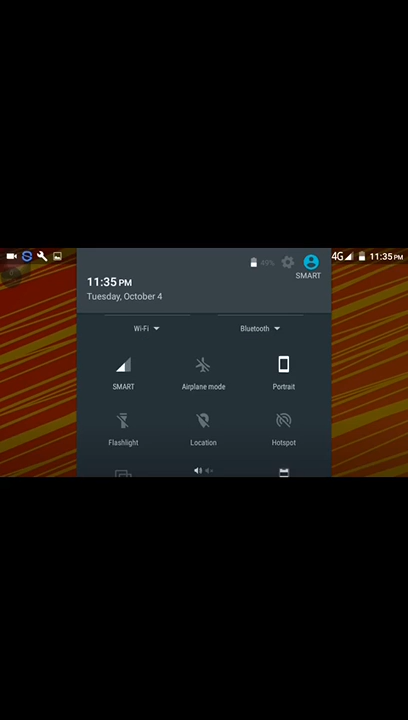 4G 11:35 PM
SMART
11:35 PM
Tuesday, October 4
Wi-Fi Bluetooth
SMART Airplane mode Portrait
Flashlight Location Hotspot